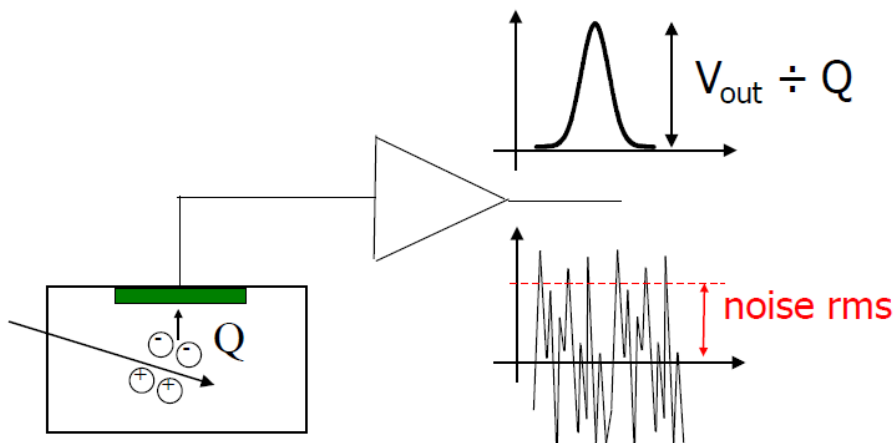 V_out ÷ Q
noise rms
Q
- -
+ +